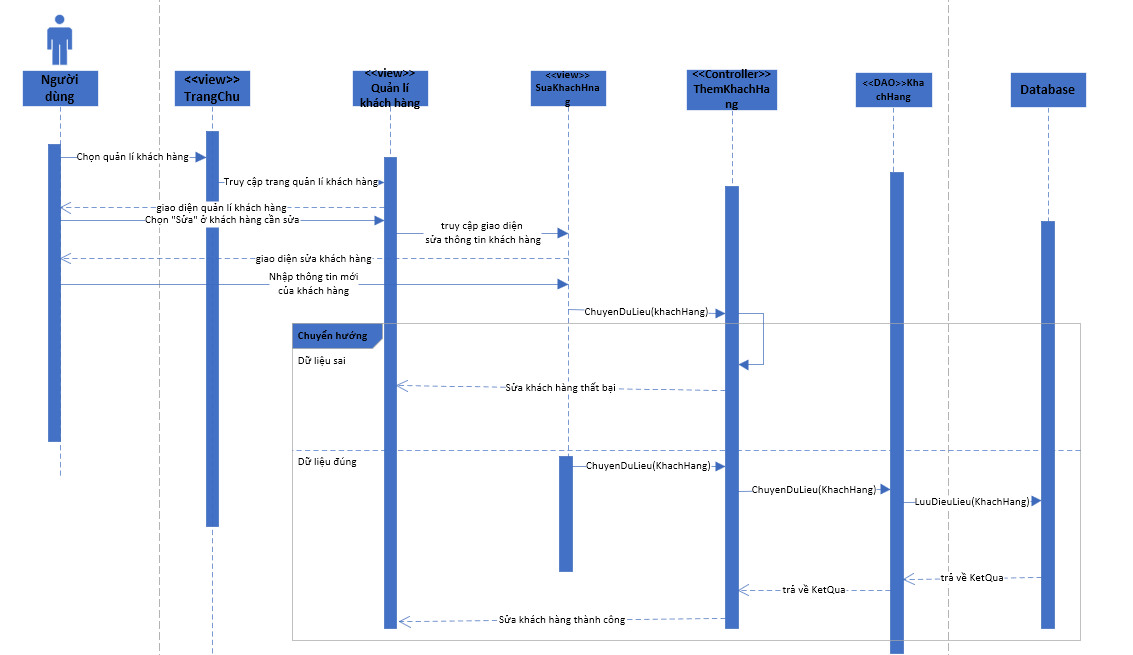 Người
dùng
<<view>>
TrangChu
<<view>>
Quản lí
khách hàng
<<view>>
SuaKhachHna
g
<<Controller>>
ThemKhachHa
ng
<<DAO>>Kha
chHang
Database
Chọn quản lí khách hàng
Truy cập trang quản lí khách hàng
giao diện quản lí khách hàng
Chọn "Sửa" ở khách hàng cần sửa
truy cập giao diện
sửa thông tin khách hàng
giao diện sửa khách hàng
Nhập thông tin mới
của khách hàng
ChuyenDuLieu(khachHang)
Chuyển hướng
Dữ liệu sai
Sửa khách hàng thất bại
Dữ liệu đúng
ChuyenDuLieu(KhachHang)
ChuyenDuLieu(KhachHang)
LuuDieuLieu(KhachHang)
trả về KetQua
trả về KetQua
Sửa khách hàng thành công